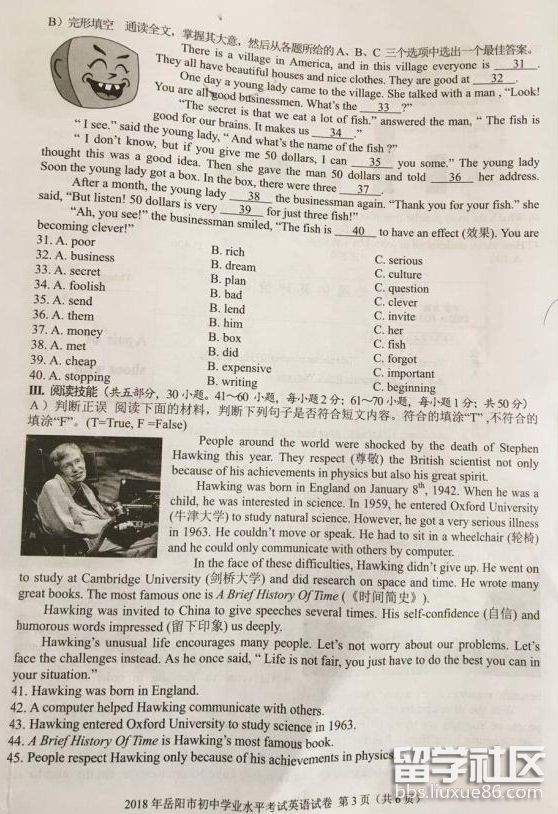 B) 完形填空 通读全文，掌握其大意，然后从各题所给的 A、B、C 三个选项中选出一个最佳答案。
There is a village in America, and in this village everyone is 31 .
They all have beautiful houses and nice clothes. They are good at 32 .
One day a young lady came to the village. She talked with a man , “Look!
You are all good businessmen. What's the 33 ?”
“The secret is that we eat a lot of fish.” answered the man, “ The fish is
good for our brains. It makes us 34 .”
“ I see.” said the young lady, “ And what's the name of the fish ?”
“ I don't know, but if you give me 50 dollars, I can 35 you some.” The young lady
thought this was a good idea. Then she gave the man 50 dollars and told 36 her address.
Soon the young lady got a box. In the box, there were three 37 .
After a month, the young lady 38 the businessman again. “Thank you for your fish.” she
said, “But listen! 50 dollars is very 39 for just three fish!”
“Ah, you see!” the businessman smiled, “The fish is 40 to have an effect (效果). You are
becoming clever!”
31. A. poor B. rich C. serious
32. A. business B. dream C. culture
33. A. secret B. plan C. question
34. A. foolish B. bad C. clever
35. A. send B. lend C. invite
36. A. them B. him C. her
37. A. money B. box C. fish
38. A. met B. did C. forgot
39. A. cheap B. expensive C. important
40. A. stopping B. writing C. beginning
III. 阅读技能（共五部分，30 小题。41～60 小题，每小题 2 分；61～70 小题，每小题 1 分；共 50 分）
A ）判断正误 阅读下面的材料，判断下列句子是否符合短文内容。符合的填涂“T” ,不符合的
填涂“F”。(T=True, F =False)
People around the world were shocked by the death of Stephen
Hawking this year. They respect (尊敬) the British scientist not only
because of his achievements in physics but also his great spirit.
Hawking was born in England on January 8th, 1942. When he was a
child, he was interested in science. In 1959, he entered Oxford University
(牛津大学) to study natural science. However, he got a very serious illness
in 1963. He couldn't move or speak. He had to sit in a wheelchair (轮椅)
and he could only communicate with others by computer.
In the face of these difficulties, Hawking didn't give up. He went on
to study at Cambridge University (剑桥大学) and did research on space and time. He wrote many
great books. The most famous one is A Brief History Of Time (《时间简史》).
Hawking was invited to China to give speeches several times. His self-confidence (自信) and
humorous words impressed (留下印象) us deeply.
Hawking's unusual life encourages many people. Let's not worry about our problems. Let's
face the challenges instead. As he once said, “ Life is not fair, you just have to do the best you can in
your situation.”
41. Hawking was born in England.
42. A computer helped Hawking communicate with others.
43. Hawking entered Oxford University to study science in 1963.
44. A Brief History Of Time is Hawking's most famous book.
45. People respect Hawking only because of his achievements in physics
留学社区
bbs.liuxue86.com
2018 年岳阳市初中学业水平考试英语试卷 第 3 页（共 6 页）